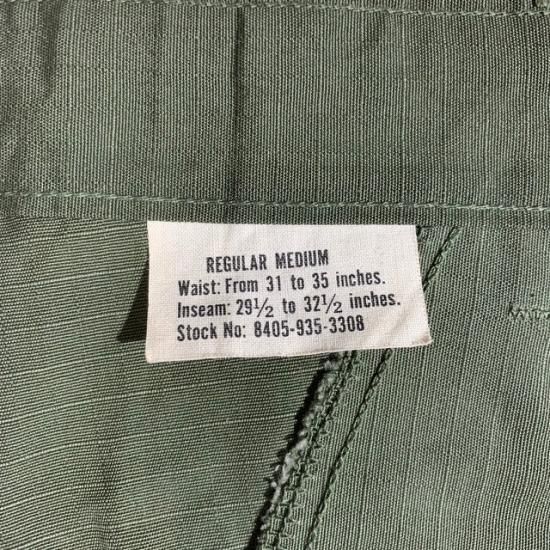 REGULAR MEDIUM
Waist: From 31 to 35 inches.
Inseam: 29½ to 32½ inches.
Stock No: 8405-935-3308